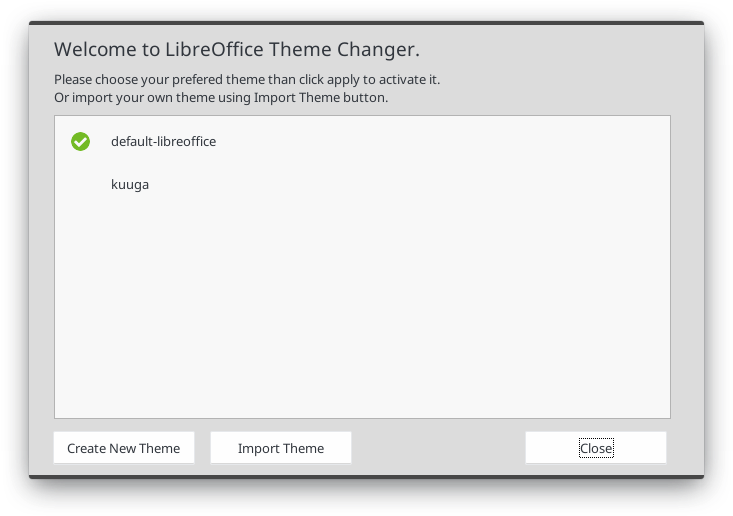 Welcome to LibreOffice Theme Changer.
Please choose your prefered theme than click apply to activate it.
Or import your own theme using Import Theme button.
default-libreoffice
kuuga
Create New Theme
Import Theme
Close